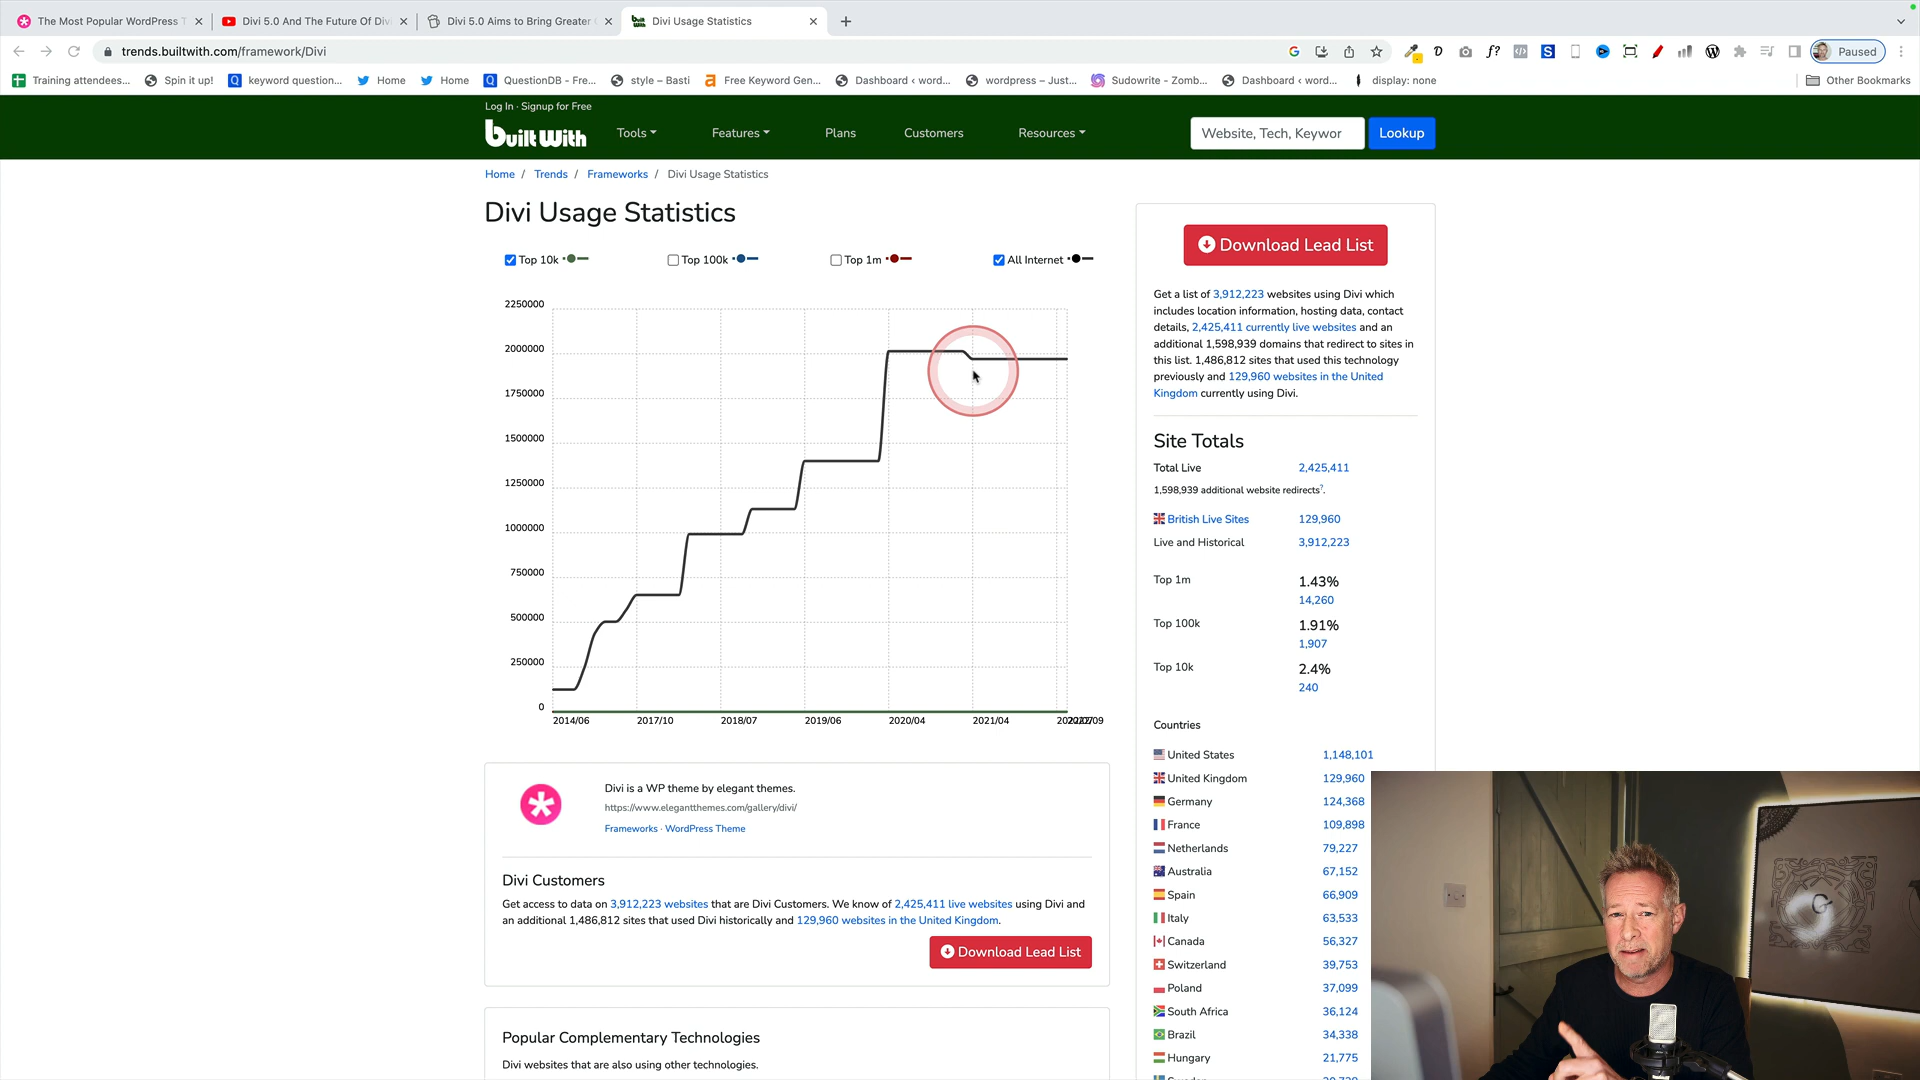 The Most Popular WordPress T
Divi 5.0 And The Future Of Divi
Divi 5.0 Aims to Bring Greater
Divi Usage Statistics
trends.builtwith.com/framework/Divi
Paused
Training attendees...
Spin it up!
keyword question...
Home
Home
QuestionDB - Fre...
style – Basti
Free Keyword Gen...
Dashboard ‹ word...
wordpress – Just...
Sudowrite - Zomb...
Dashboard ‹ word...
display: none
Other Bookmarks
Log In · Signup for Free
Built With
Tools
Features
Plans
Customers
Resources
Website, Tech, Keywor
Lookup
Home / Trends / Frameworks / Divi Usage Statistics
Divi Usage Statistics
Top 10k
Top 100k
Top 1m
All Internet
2250000
2000000
1750000
1500000
1250000
1000000
750000
500000
250000
0
2014/06
2017/10
2018/07
2019/06
2020/04
2021/04
Divi is a WP theme by elegant themes.
https://www.elegantthemes.com/gallery/divi/
Frameworks · WordPress Theme
Divi Customers
Get access to data on 3,912,223 websites that are Divi Customers. We know of 2,425,411 live websites using Divi and
an additional 1,486,812 sites that used Divi historically and 129,960 websites in the United Kingdom.
Download Lead List
Popular Complementary Technologies
Divi websites that are also using other technologies.
Download Lead List
Get a list of 3,912,223 websites using Divi which
includes location information, hosting data, contact
details, 2,425,411 currently live websites and an
additional 1,598,939 domains that redirect to sites in
this list. 1,486,812 sites that used this technology
previously and 129,960 websites in the United
Kingdom currently using Divi.
Site Totals
Total Live 2,425,411
1,598,939 additional website redirects?.
British Live Sites 129,960
Live and Historical 3,912,223
Top 1m 1.43%
14,260
Top 100k 1.91%
1,907
Top 10k 2.4%
240
Countries
United States 1,148,101
United Kingdom 129,960
Germany 124,368
France 109,898
Netherlands 79,227
Australia 67,152
Spain 66,909
Italy 63,533
Canada 56,327
Switzerland 39,753
Poland 37,099
South Africa 36,124
Brazil 34,338
Hungary 21,775